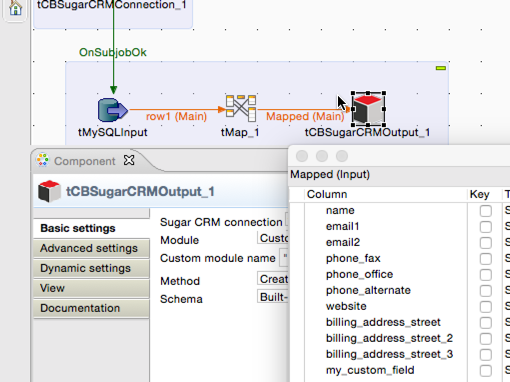 tCBSugarCRMConnection_1
OnSubjobOk
row1 (Main)
Mapped (Main)
tMySQLInput
tMap_1
tCBSugarCRMOutput_1
Component
tCBSugarCRMOutput_1
Basic settings
Advanced settings
Dynamic settings
View
Documentation
Sugar CRM connection
Module
Custom module name "
Method
Schema Built-
Mapped (Input)
Column Key
name
email1
email2
phone_fax
phone_office
phone_alternate
website
billing_address_street
billing_address_street_2
billing_address_street_3
my_custom_field